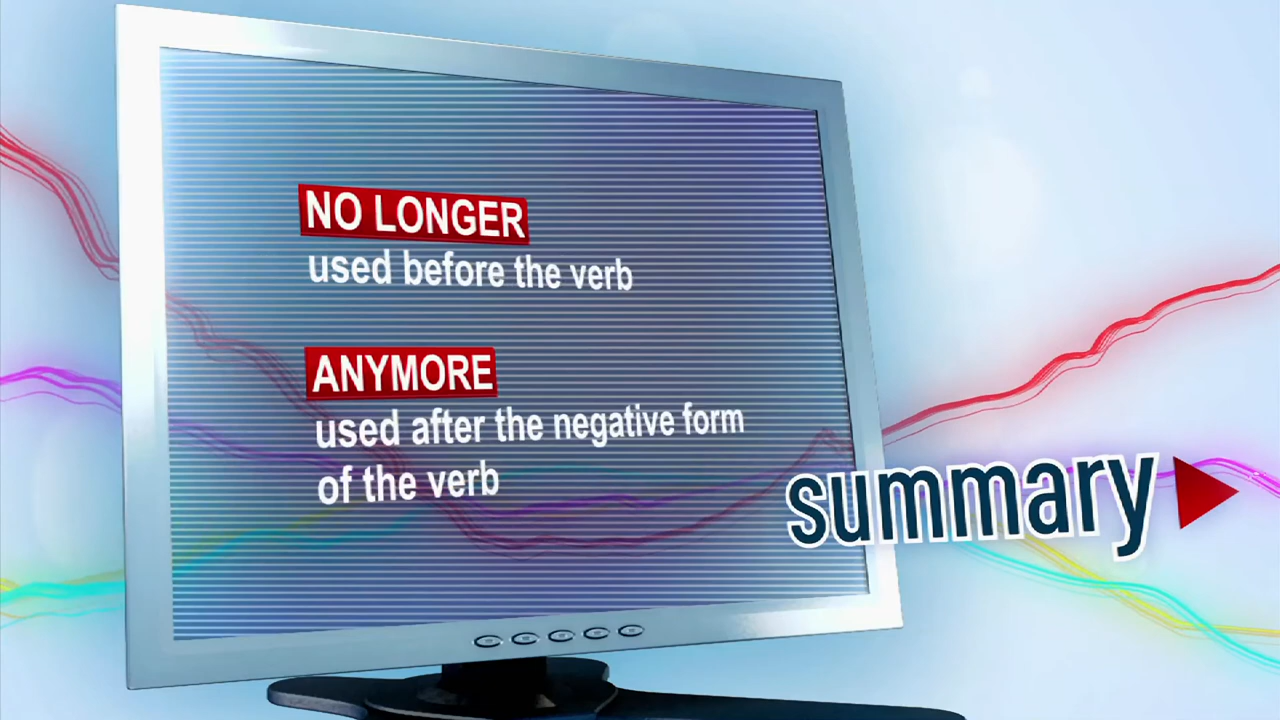 NO LONGER
used before the verb
ANYMORE
used after the negative form
of the verb
summary